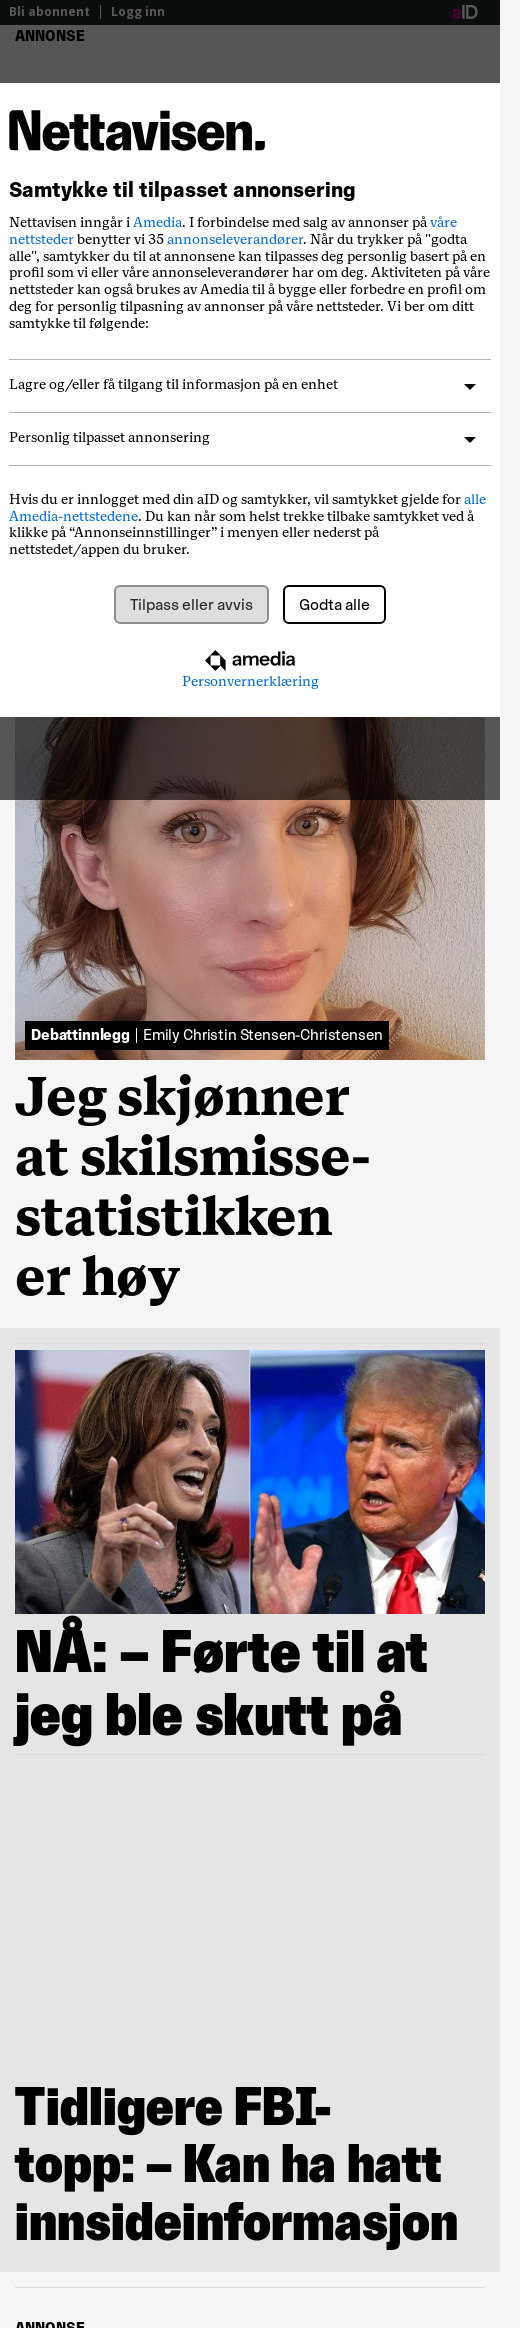 Bli abonnent | Logg inn
aID
ANNONSE
Nettavisen.
Samtykke til tilpasset annonsering
Nettavisen inngår i Amedia. I forbindelse med salg av annonser på våre
nettsteder benytter vi 35 annonseleverandører. Når du trykker på "godta
alle", samtykker du til at annonsene kan tilpasses deg personlig basert på en
profil som vi eller våre annonseleverandører har om deg. Aktiviteten på våre
nettsteder kan også brukes av Amedia til å bygge eller forbedre en profil om
deg for personlig tilpasning av annonser på våre nettsteder. Vi ber om ditt
samtykke til følgende:
Lagre og/eller få tilgang til informasjon på en enhet
Personlig tilpasset annonsering
Hvis du er innlogget med din aID og samtykker, vil samtykket gjelde for alle
Amedia-nettstedene. Du kan når som helst trekke tilbake samtykket ved å
klikke på “Annonseinnstillinger” i menyen eller nederst på
nettstedet/appen du bruker.
Tilpass eller avvis
Godta alle
amedia
Personvernerklæring
Debattinnlegg | Emily Christin Stensen-Christensen
Jeg skjønner
at skilsmisse-
statistikken
er høy
NÅ: – Førte til at
jeg ble skutt på
Tidligere FBI-
topp: – Kan ha hatt
innsideinformasjon
ANNONSE